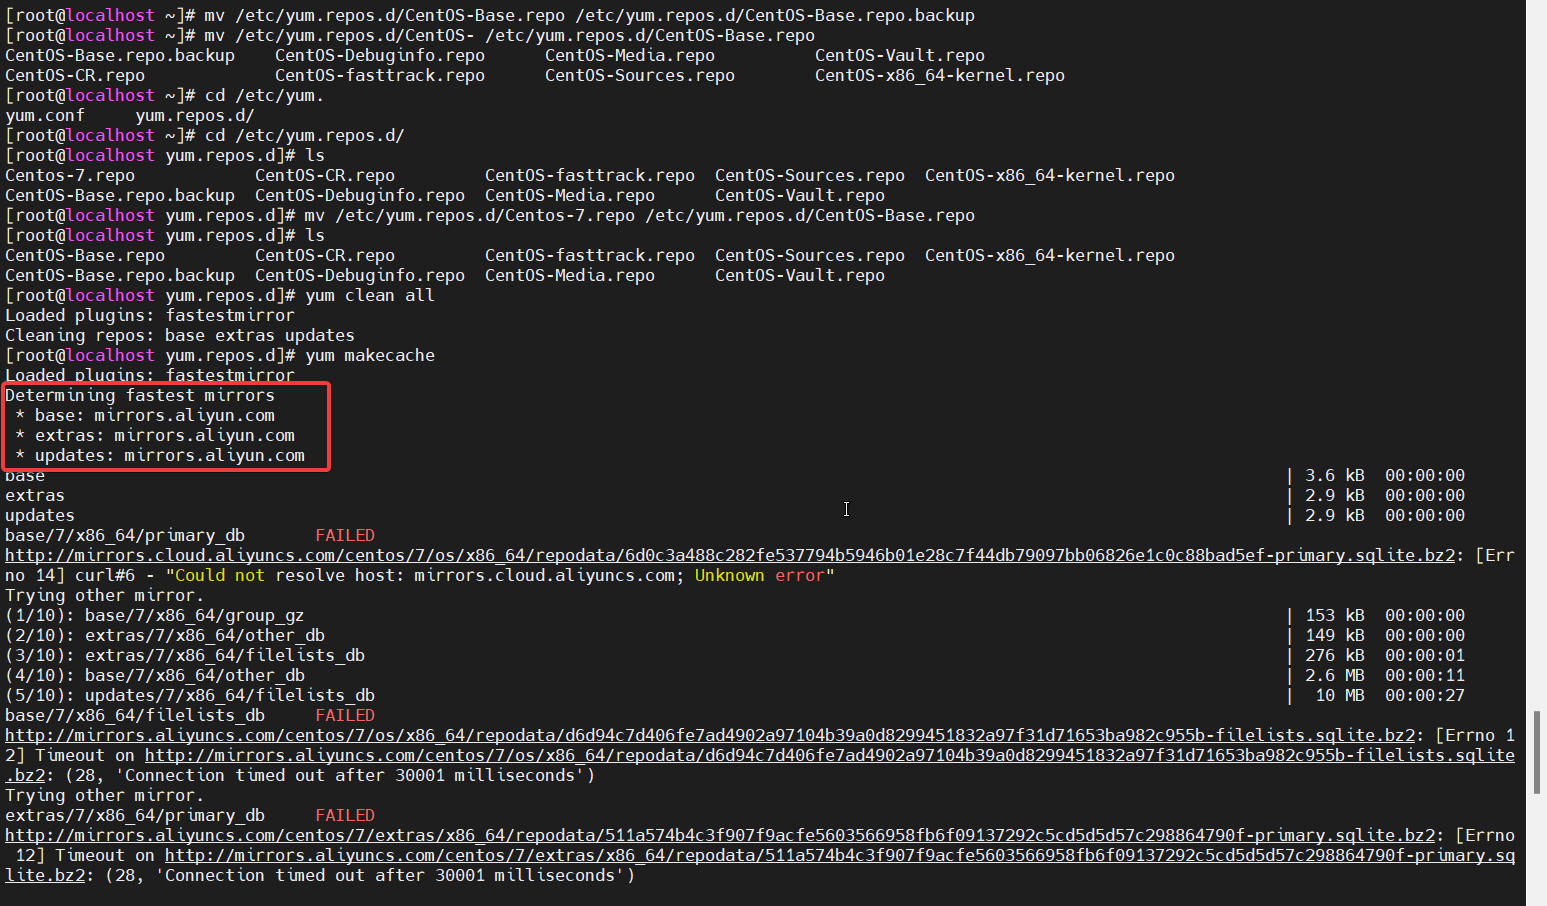 [root@localhost ~]# mv /etc/yum.repos.d/CentOS-Base.repo /etc/yum.repos.d/CentOS-Base.repo.backup
[root@localhost ~]# mv /etc/yum.repos.d/CentOS- /etc/yum.repos.d/CentOS-Base.repo
CentOS-Base.repo.backup    CentOS-Debuginfo.repo      CentOS-Media.repo          CentOS-Vault.repo
CentOS-CR.repo             CentOS-fasttrack.repo      CentOS-Sources.repo        CentOS-x86_64-kernel.repo
[root@localhost ~]# cd /etc/yum.
yum.conf     yum.repos.d/
[root@localhost ~]# cd /etc/yum.repos.d/
[root@localhost yum.repos.d]# ls
Centos-7.repo            CentOS-CR.repo         CentOS-fasttrack.repo  CentOS-Sources.repo  CentOS-x86_64-kernel.repo
CentOS-Base.repo.backup  CentOS-Debuginfo.repo  CentOS-Media.repo      CentOS-Vault.repo
[root@localhost yum.repos.d]# mv /etc/yum.repos.d/Centos-7.repo /etc/yum.repos.d/CentOS-Base.repo
[root@localhost yum.repos.d]# ls
CentOS-Base.repo         CentOS-CR.repo         CentOS-fasttrack.repo  CentOS-Sources.repo  CentOS-x86_64-kernel.repo
CentOS-Base.repo.backup  CentOS-Debuginfo.repo  CentOS-Media.repo      CentOS-Vault.repo
[root@localhost yum.repos.d]# yum clean all
Loaded plugins: fastestmirror
Cleaning repos: base extras updates
[root@localhost yum.repos.d]# yum makecache
Loaded plugins: fastestmirror
Determining fastest mirrors
 * base: mirrors.aliyun.com
 * extras: mirrors.aliyun.com
 * updates: mirrors.aliyun.com
base | 3.6 kB  00:00:00
extras | 2.9 kB  00:00:00
updates | 2.9 kB  00:00:00
base/7/x86_64/primary_db       FAILED
http://mirrors.cloud.aliyuncs.com/centos/7/os/x86_64/repodata/6d0c3a488c282fe537794b5946b01e28c7f44db79097bb06826e1c0c88bad5ef-primary.sqlite.bz2: [Err
no 14] curl#6 - "Could not resolve host: mirrors.cloud.aliyuncs.com; Unknown error"
Trying other mirror.
(1/10): base/7/x86_64/group_gz | 153 kB  00:00:00
(2/10): extras/7/x86_64/other_db | 149 kB  00:00:00
(3/10): extras/7/x86_64/filelists_db | 276 kB  00:00:01
(4/10): base/7/x86_64/other_db | 2.6 MB  00:00:11
(5/10): updates/7/x86_64/filelists_db |  10 MB  00:00:27
base/7/x86_64/filelists_db     FAILED
http://mirrors.aliyuncs.com/centos/7/os/x86_64/repodata/d6d94c7d406fe7ad4902a97104b39a0d8299451832a97f31d71653ba982c955b-filelists.sqlite.bz2: [Errno 1
2] Timeout on http://mirrors.aliyuncs.com/centos/7/os/x86_64/repodata/d6d94c7d406fe7ad4902a97104b39a0d8299451832a97f31d71653ba982c955b-filelists.sqlite
.bz2: (28, 'Connection timed out after 30001 milliseconds')
Trying other mirror.
extras/7/x86_64/primary_db     FAILED
http://mirrors.aliyuncs.com/centos/7/extras/x86_64/repodata/511a574b4c3f907f9acfe5603566958fb6f09137292c5cd5d5d57c298864790f-primary.sqlite.bz2: [Errno
 12] Timeout on http://mirrors.aliyuncs.com/centos/7/extras/x86_64/repodata/511a574b4c3f907f9acfe5603566958fb6f09137292c5cd5d5d57c298864790f-primary.sq
lite.bz2: (28, 'Connection timed out after 30001 milliseconds')